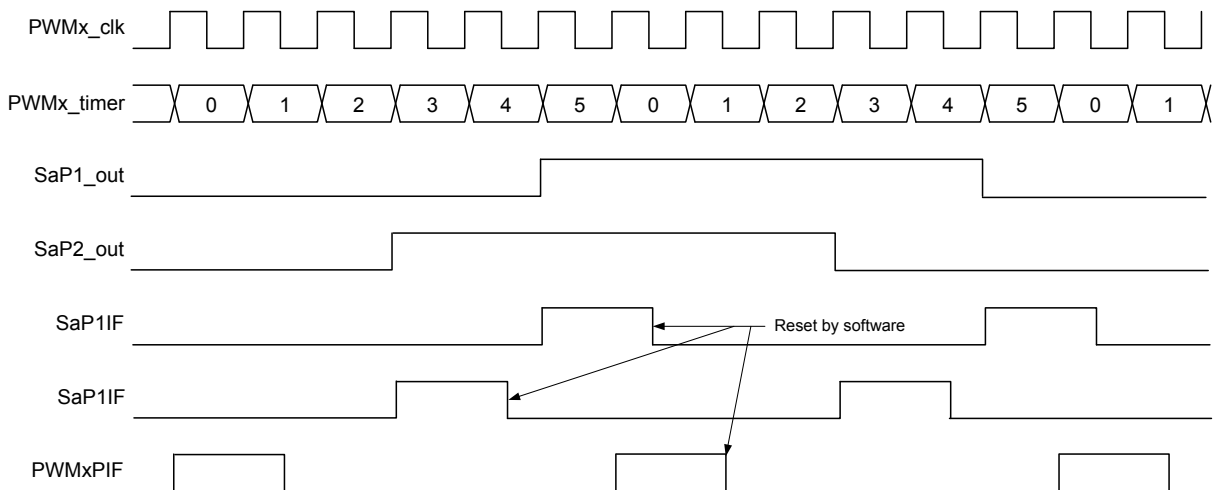 PWMx_clk
PWMx_timer 0 1 2 3 4 5 0 1 2 3 4 5 0 1
SaP1_out
SaP2_out
SaP1IF Reset by software
SaP1IF
PWMxPIF